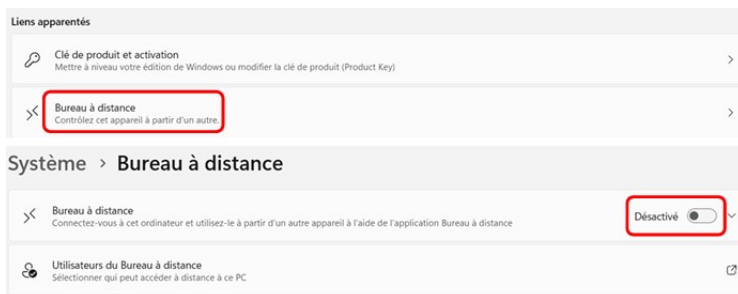 Liens apparentés
Clé de produit et activation
Mettre à niveau votre édition de Windows ou modifier la clé de produit (Product Key)
Bureau à distance
Contrôlez cet appareil à partir d'un autre.
Système > Bureau à distance
Bureau à distance
Connectez-vous à cet ordinateur et utilisez-le à partir d'un autre appareil à l'aide de l'application Bureau à distance
Désactivé
Utilisateurs du Bureau à distance
Sélectionner qui peut accéder à distance à ce PC